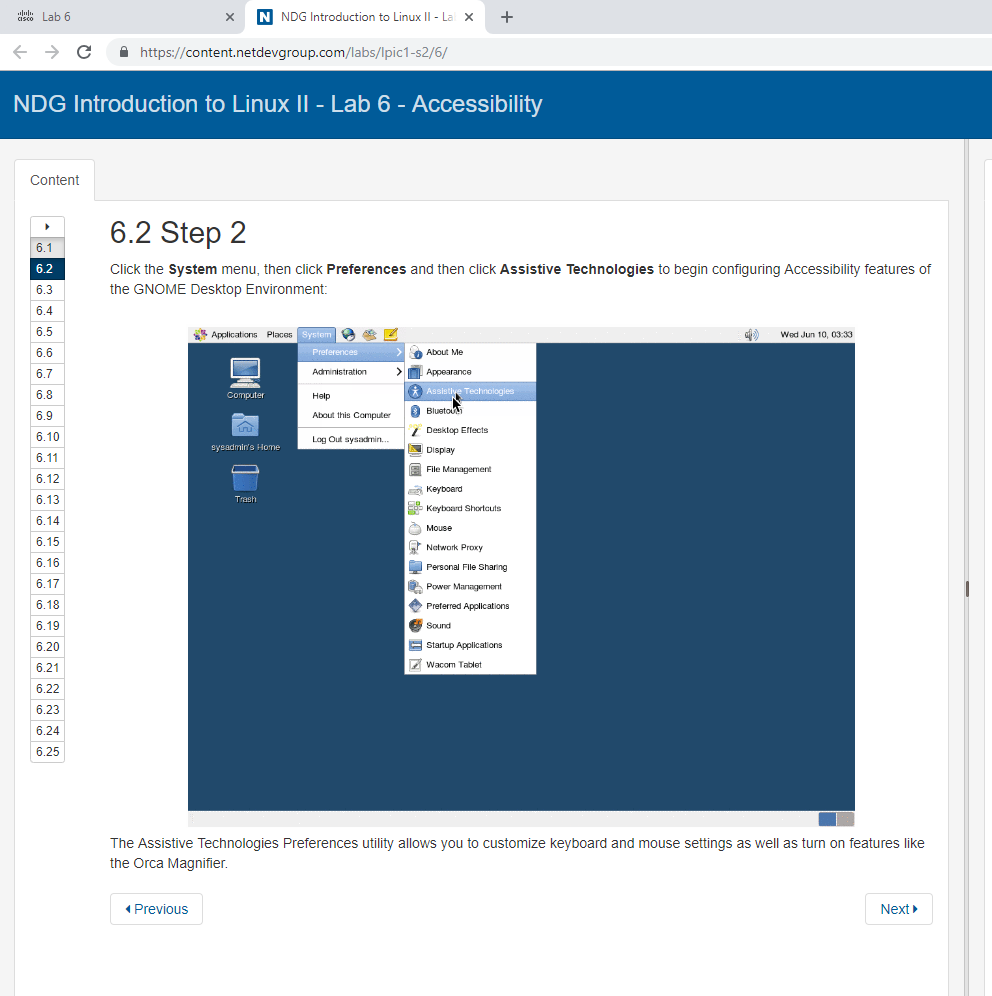 Lab 6
NDG Introduction to Linux II - La
https://content.netdevgroup.com/labs/lpic1-s2/6/
NDG Introduction to Linux II - Lab 6 - Accessibility
Content
6.1
6.2
6.3
6.4
6.5
6.6
6.7
6.8
6.9
6.10
6.11
6.12
6.13
6.14
6.15
6.16
6.17
6.18
6.19
6.20
6.21
6.22
6.23
6.24
6.25
6.2 Step 2
Click the System menu, then click Preferences and then click Assistive Technologies to begin configuring Accessibility features of
the GNOME Desktop Environment:
Applications Places System Wed Jun 10, 03:33
Computer
sysadmin's Home
Trash
Preferences
Administration
Help
About this Computer
Log Out sysadmin...
About Me
Appearance
Assistive Technologies
Bluetooth
Desktop Effects
Display
File Management
Keyboard
Keyboard Shortcuts
Mouse
Network Proxy
Personal File Sharing
Power Management
Preferred Applications
Sound
Startup Applications
Wacom Tablet
The Assistive Technologies Preferences utility allows you to customize keyboard and mouse settings as well as turn on features like
the Orca Magnifier.
Previous
Next